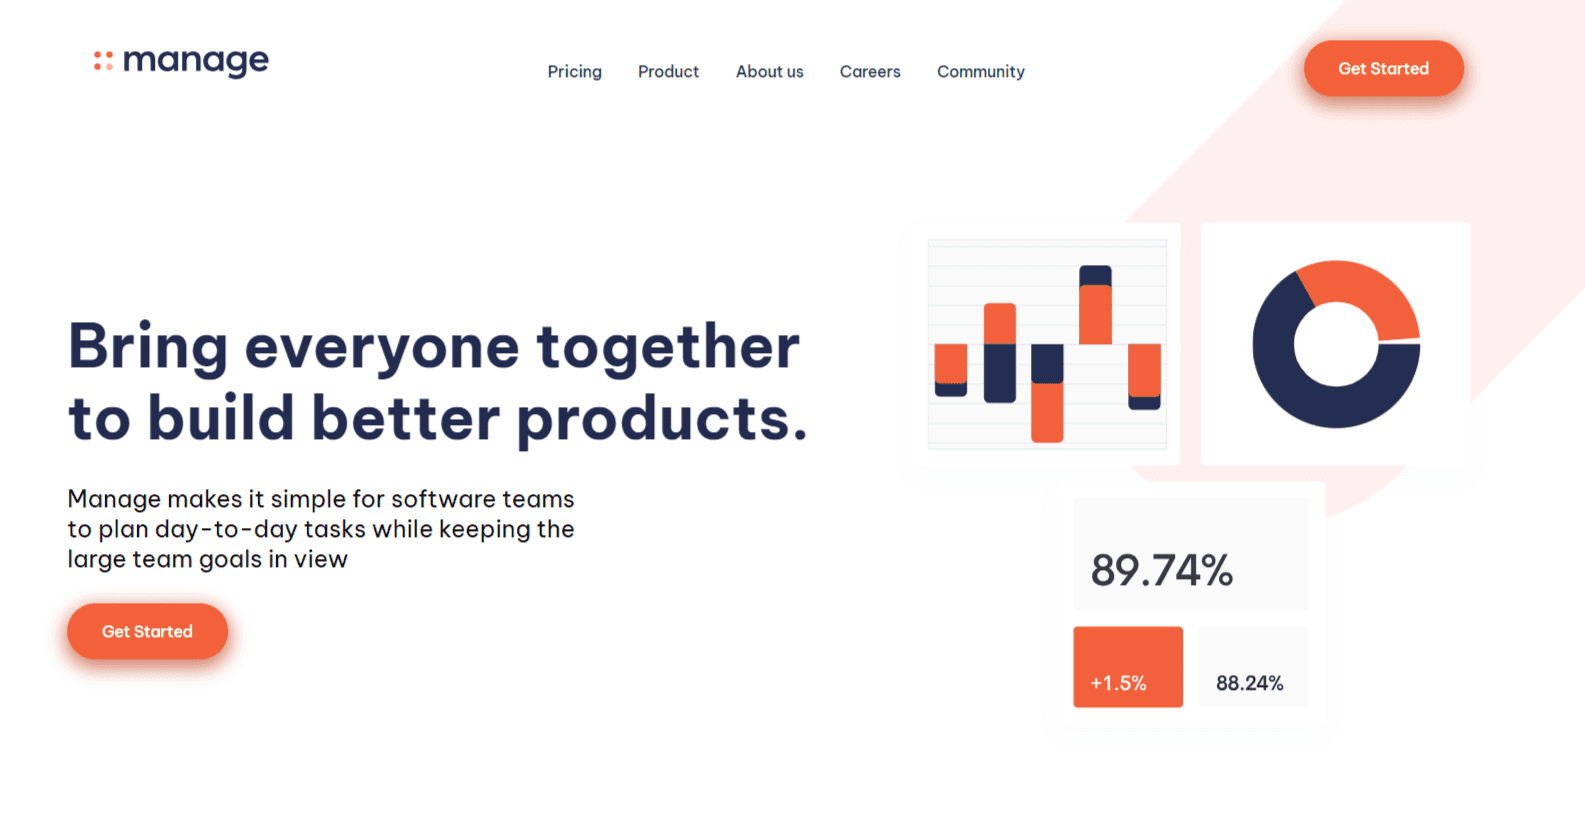 manage
Pricing Product About us Careers Community
Get Started
Bring everyone together
to build better products.
Manage makes it simple for software teams
to plan day-to-day tasks while keeping the
large team goals in view
Get Started
89.74%
+1.5%
88.24%